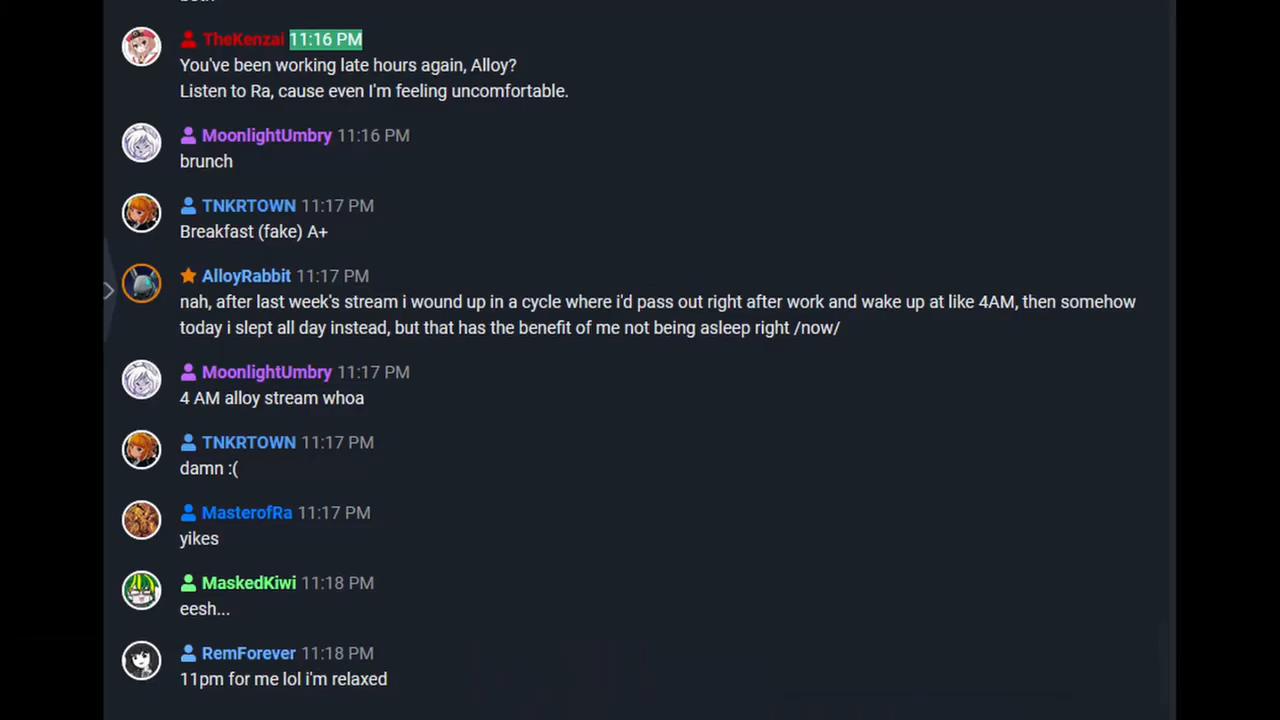 TheKenzai 11:16 PM
You've been working late hours again, Alloy?
Listen to Ra, cause even I'm feeling uncomfortable.
MoonlightUmbry 11:16 PM
brunch
TNKRTOWN 11:17 PM
Breakfast (fake) A+
AlloyRabbit 11:17 PM
nah, after last week's stream i wound up in a cycle where i'd pass out right after work and wake up at like 4AM, then somehow
today i slept all day instead, but that has the benefit of me not being asleep right /now/
MoonlightUmbry 11:17 PM
4 AM alloy stream whoa
TNKRTOWN 11:17 PM
damn :(
MasterofRa 11:17 PM
yikes
MaskedKiwi 11:18 PM
eesh...
RemForever 11:18 PM
11pm for me lol i'm relaxed